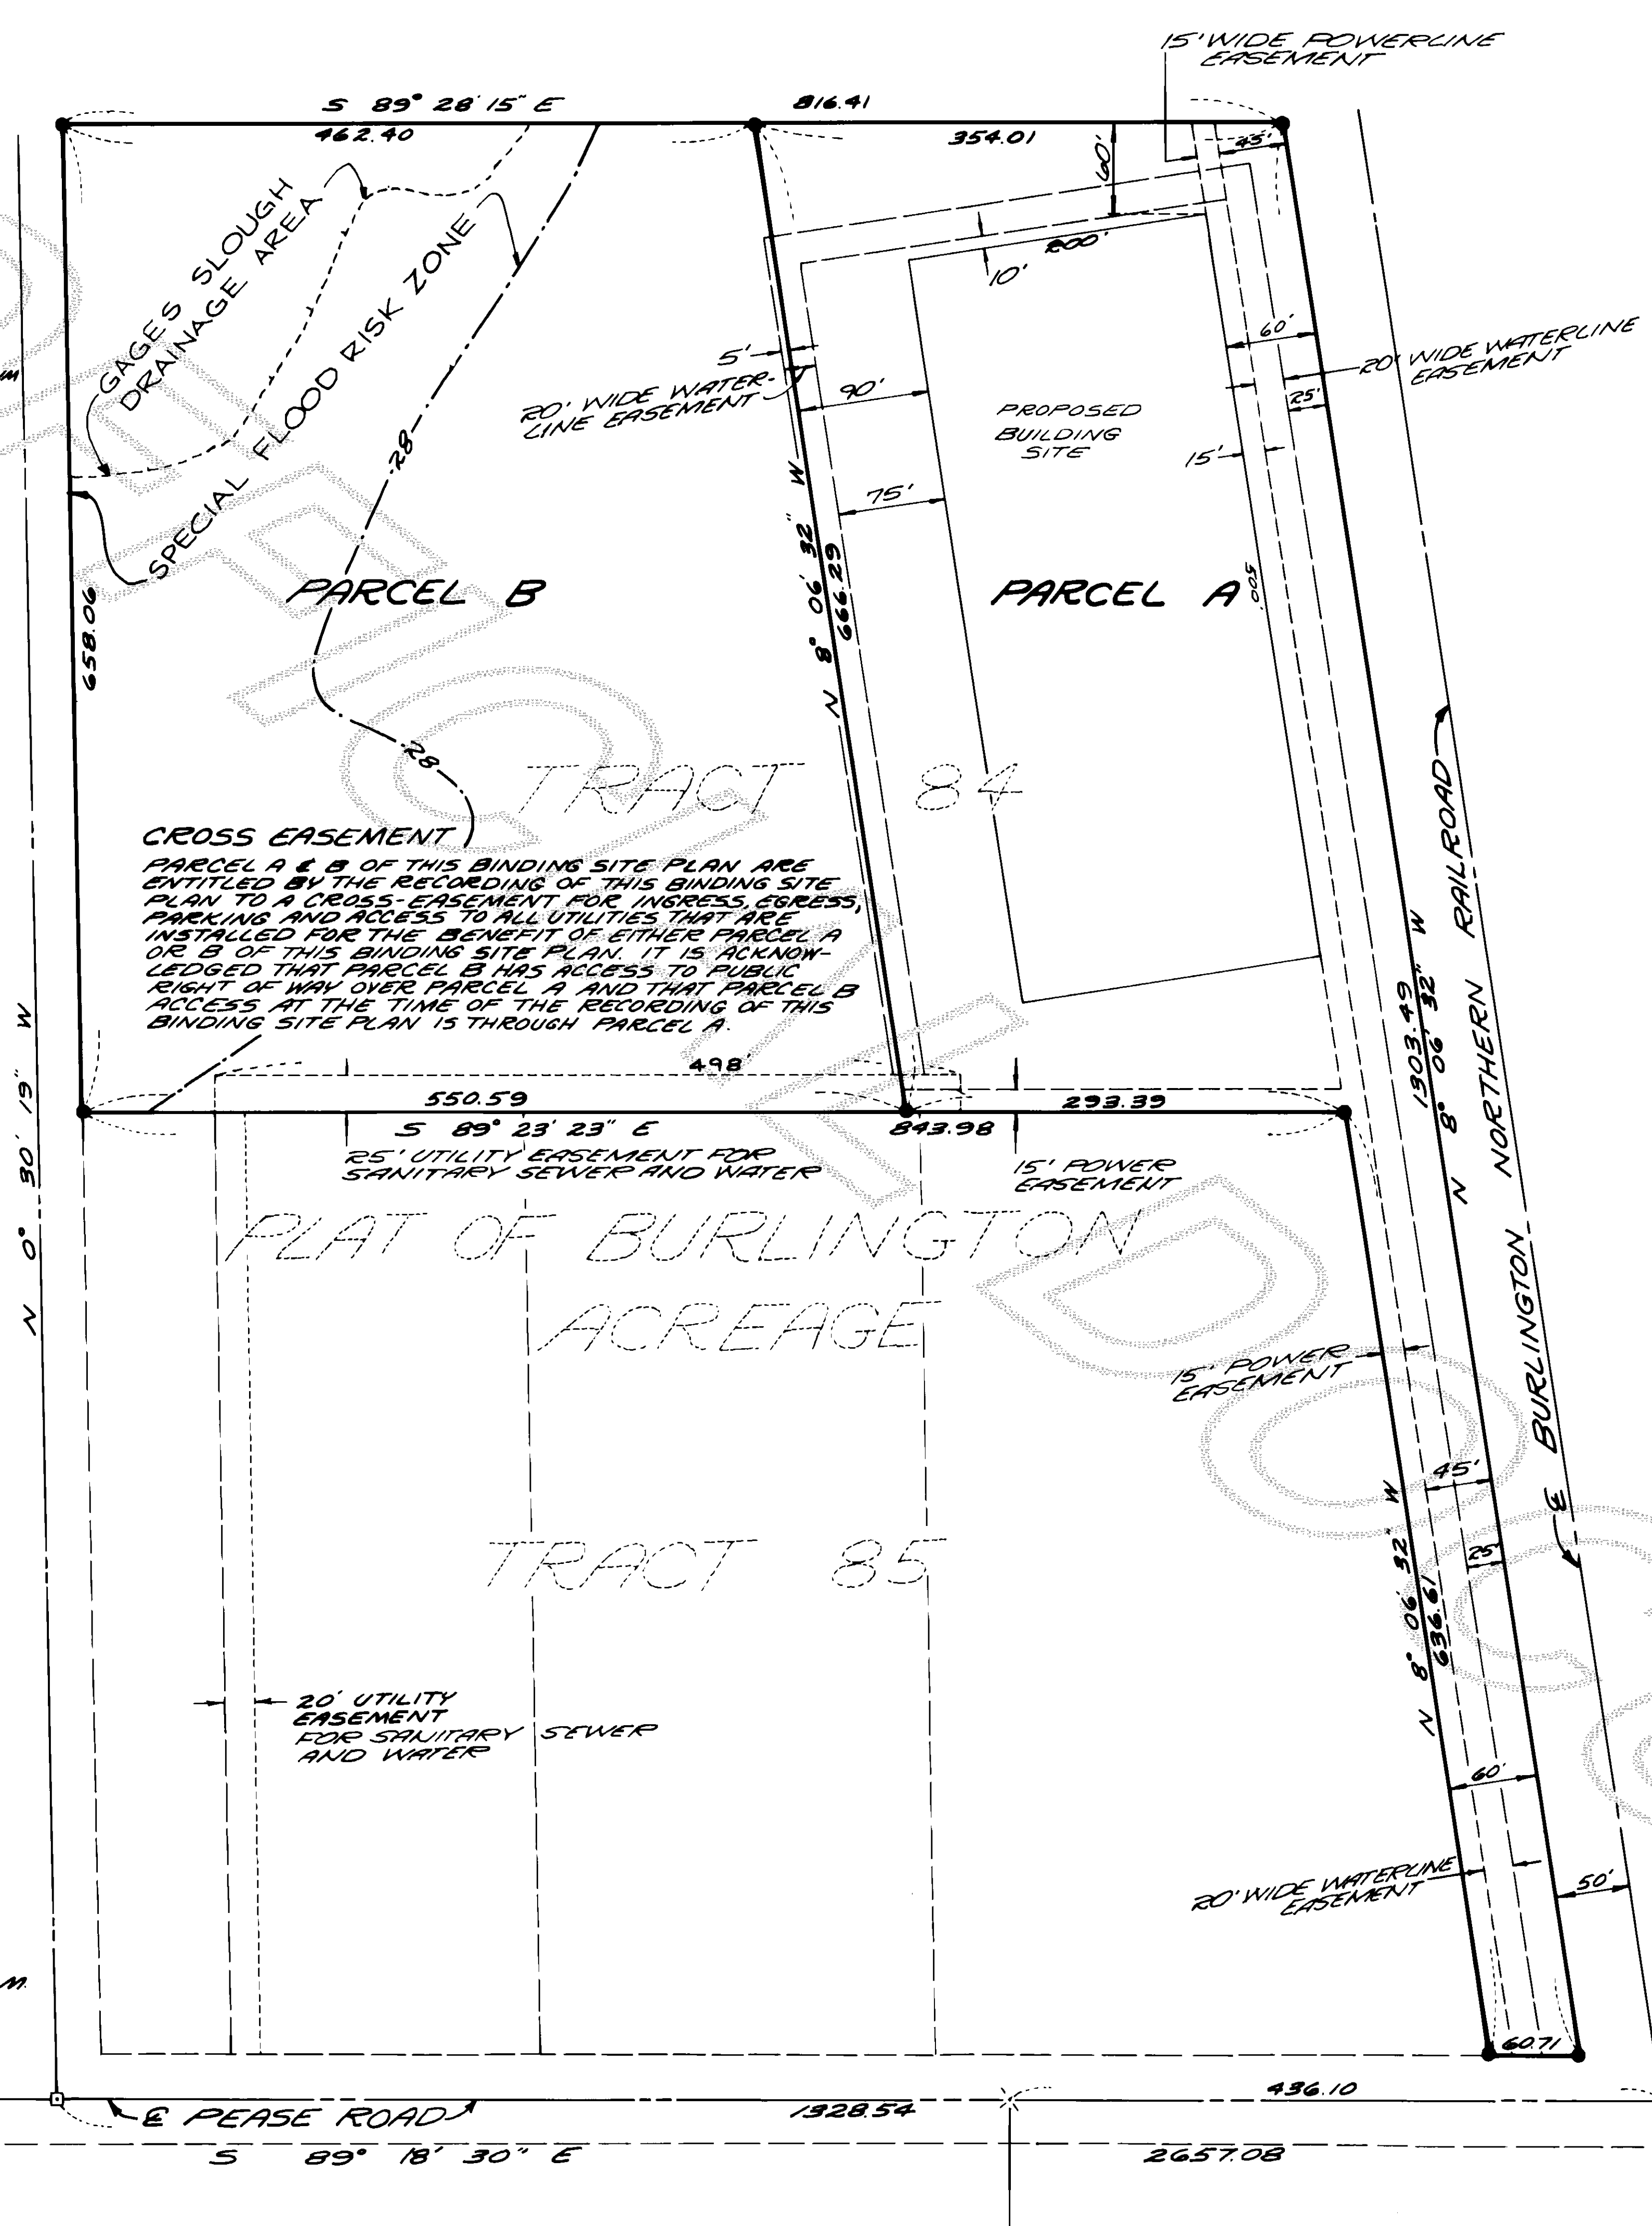 15' WIDE POWERLINE
EASEMENT
S 89° 28' 15" E
816.41
462.40
354.01
60'
45'
GAGES SLOUGH
DRAINAGE AREA
SPECIAL FLOOD RISK ZONE
200'
10'
5'
20' WIDE WATER-
LINE EASEMENT
90'
60'
20' WIDE WATERLINE
EASEMENT
25'
PROPOSED
BUILDING
SITE
15'
28
75'
N 8° 06' 32" W
666.29
PARCEL B
PARCEL A
500'
658.06
28
TRACT 84
CROSS EASEMENT
PARCEL A & B OF THIS BINDING SITE PLAN ARE
ENTITLED BY THE RECORDING OF THIS BINDING SITE
PLAN TO A CROSS-EASEMENT FOR INGRESS, EGRESS,
PARKING AND ACCESS TO ALL UTILITIES THAT ARE
INSTALLED FOR THE BENEFIT OF EITHER PARCEL A
OR B OF THIS BINDING SITE PLAN. IT IS ACKNOW-
LEDGED THAT PARCEL B HAS ACCESS TO PUBLIC
RIGHT OF WAY OVER PARCEL A AND THAT PARCEL B
ACCESS AT THE TIME OF THE RECORDING OF THIS
BINDING SITE PLAN IS THROUGH PARCEL A.
N 0° 30' 19" W
498'
550.59
293.39
S 89° 23' 23" E
843.98
25' UTILITY EASEMENT FOR
SANITARY SEWER AND WATER
15' POWER
EASEMENT
1303.49
N 8° 06' 32" W
BURLINGTON NORTHERN RAILROAD
PLAT OF BURLINGTON
ACREAGE
15' POWER
EASEMENT
45'
25'
TRACT 85
N 8° 06' 32" W
636.61
20' UTILITY
EASEMENT
FOR SANITARY SEWER
AND WATER
60'
20' WIDE WATERLINE
EASEMENT
50'
60.71
436.10
℄ PEASE ROAD
1328.54
S 89° 18' 30" E
2657.08